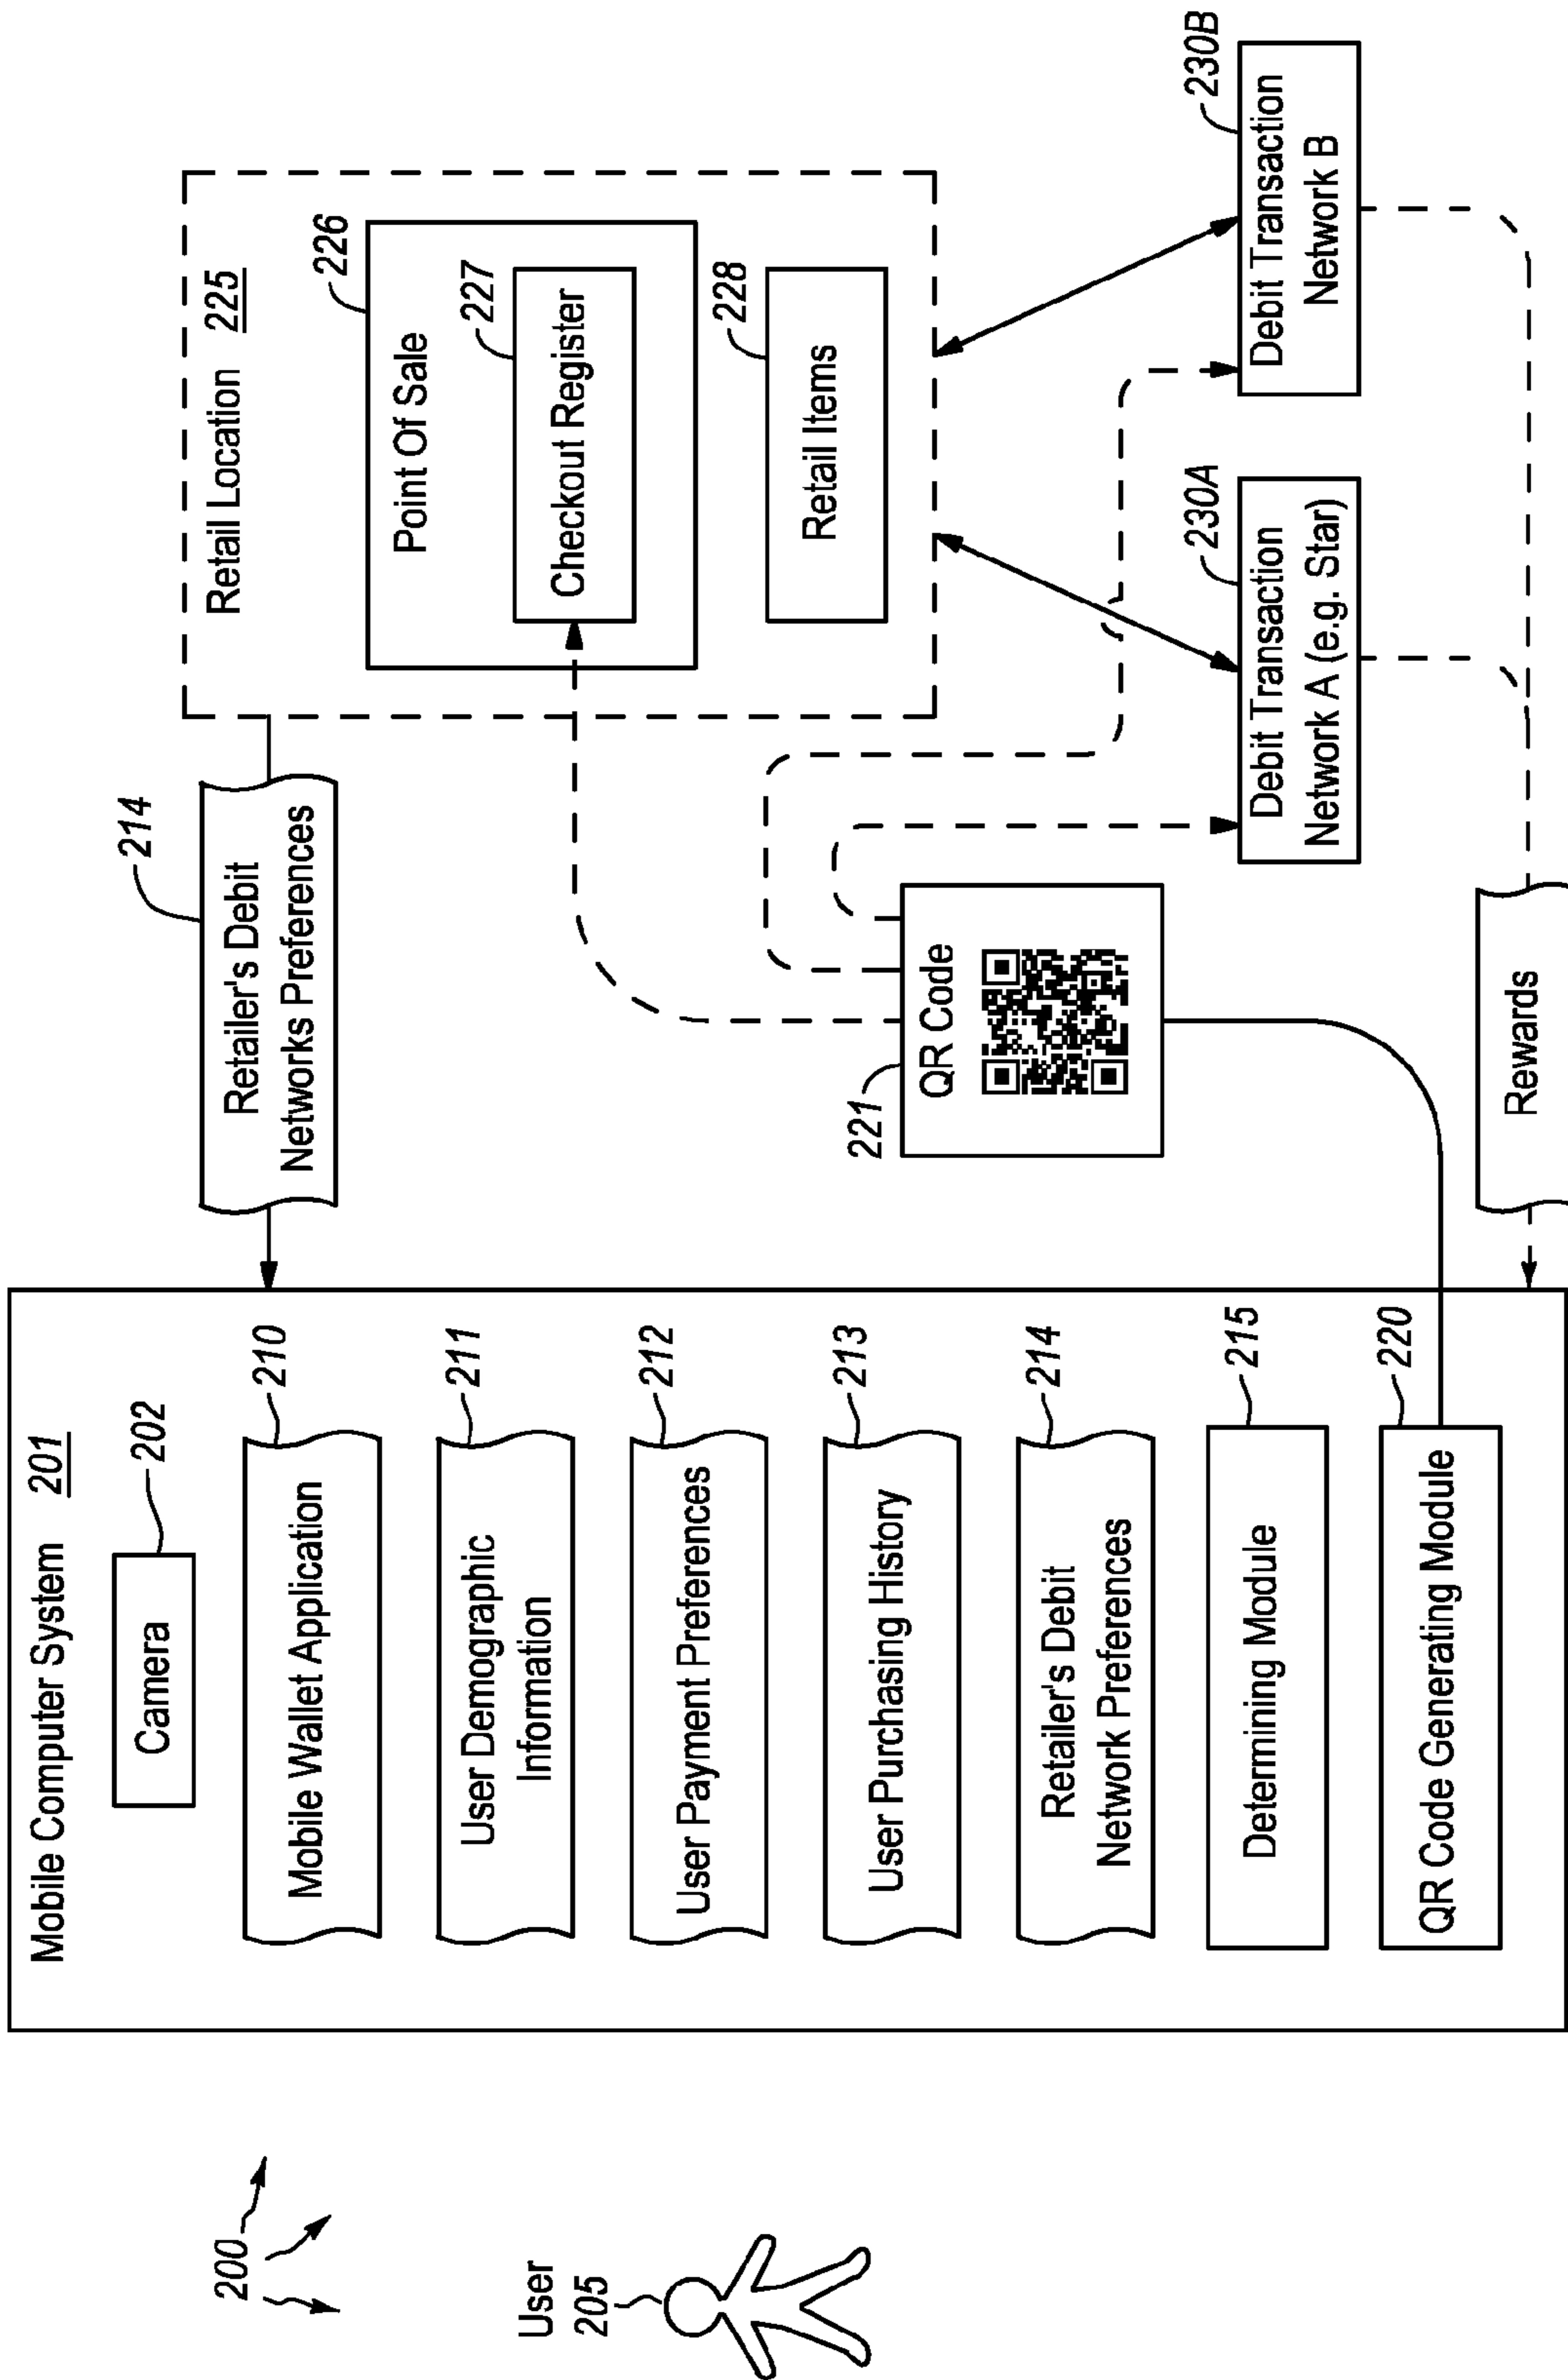 200
User
205
Mobile Computer System 201
Camera
202
Mobile Wallet Application
210
User Demographic
Information
211
User Payment Preferences
212
User Purchasing History
213
Retailer's Debit
Network Preferences
214
Determining Module
215
QR Code Generating Module
220
214
Retailer's Debit
Networks Preferences
221
QR Code
Rewards
Retail Location 225
Point Of Sale
226
Checkout Register
227
Retail Items
228
Debit Transaction
Network A (e.g. Star)
230A
Debit Transaction
Network B
230B